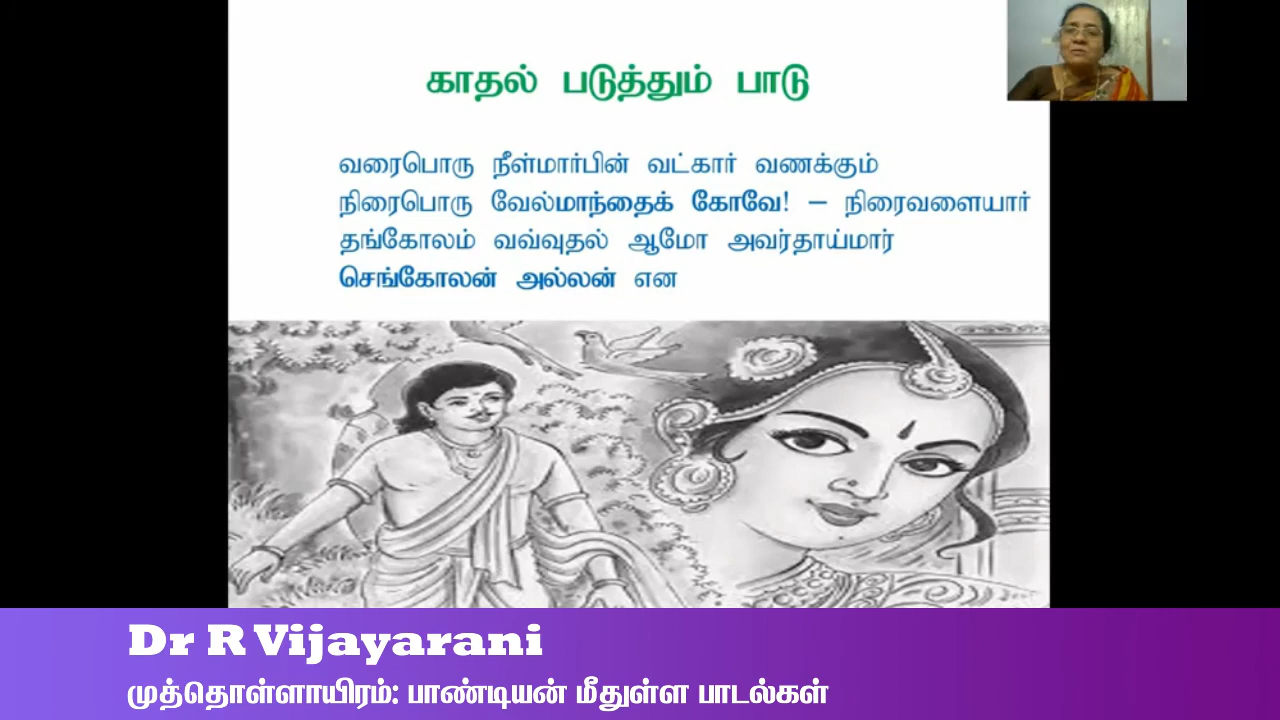 காதல் படுத்தும் பாடு
வரைபொரு நீள்மார்பின் வட்கார் வணக்கும்
நிரைபொரு வேல்மாந்தைக் கோவே! – நிரைவளையார்
தங்கோலம் வவ்வுதல் ஆமோ அவர்தாய்மார்
செங்கோலன் அல்லன் என
Dr R Vijayarani
முத்தொள்ளாயிரம்: பாண்டியன் மீதுள்ள பாடல்கள்